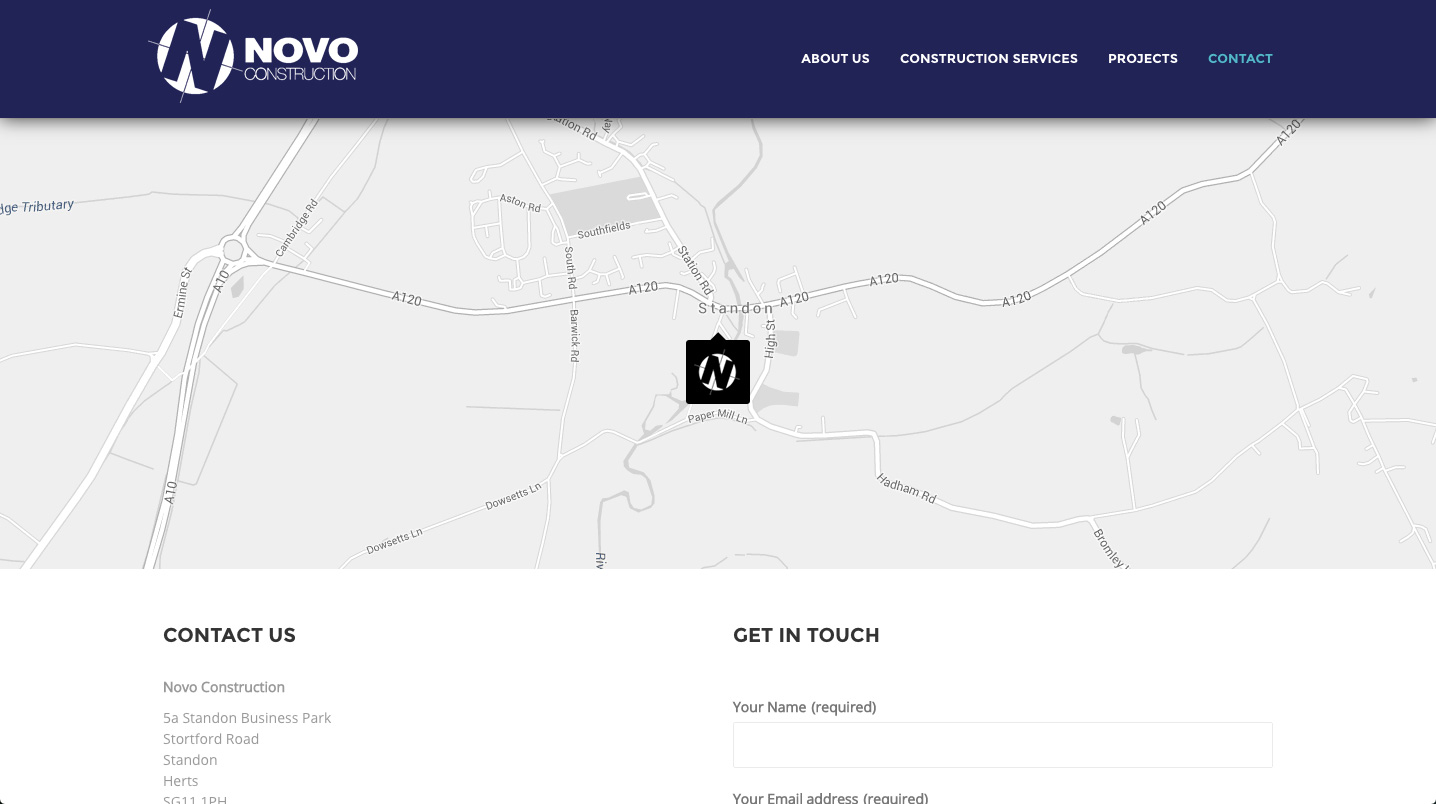 NOVO
CONSTRUCTION
ABOUT US
CONSTRUCTION SERVICES
PROJECTS
CONTACT
Station Rd
Way
A120
dge Tributary
Cambridge Rd
Aston Rd
A120
Southfields
Ermine St
A10
South Rd
Station Rd
A120
A120
A120
A120
A120
Standon
Barwick Rd
High St
N
Paper Mill Ln
Dowsetts Ln
Hadham Rd
A10
Dowsetts Ln
Riv
Bromley
CONTACT US
GET IN TOUCH
Novo Construction
5a Standon Business Park
Stortford Road
Standon
Herts
SG11 1PH
Your Name (required)
Your Email address (required)